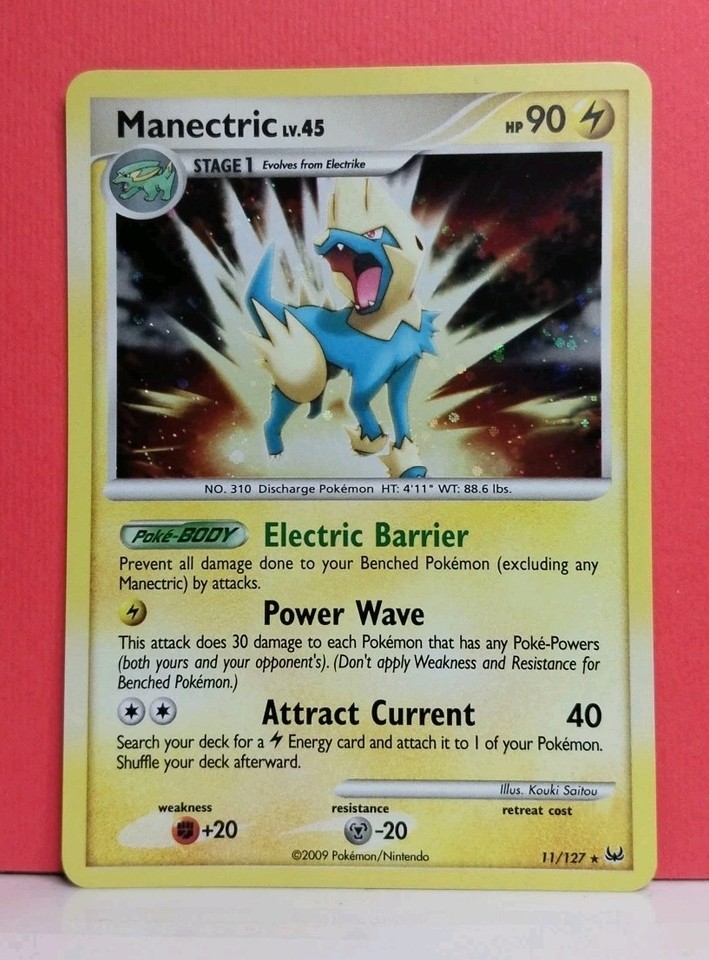 Manectric LV.45 HP 90
STAGE 1 Evolves from Electrike
NO. 310 Discharge Pokémon HT: 4'11" WT: 88.6 lbs.
Poké-BODY Electric Barrier
Prevent all damage done to your Benched Pokémon (excluding any
Manectric) by attacks.
Power Wave
This attack does 30 damage to each Pokémon that has any Poké-Powers
(both yours and your opponent's). (Don't apply Weakness and Resistance for
Benched Pokémon.)
Attract Current 40
Search your deck for a Energy card and attach it to 1 of your Pokémon.
Shuffle your deck afterward.
Illus. Kouki Saitou
weakness resistance retreat cost
+20 -20
©2009 Pokémon/Nintendo 11/127 ★